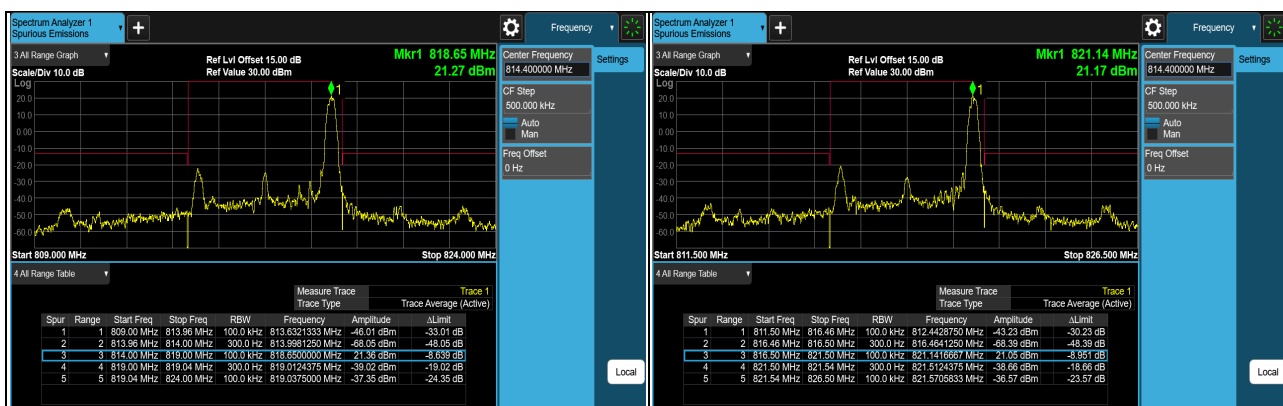 Spectrum Analyzer 1
Spurious Emissions
+
Frequency
3 All Range Graph
Ref Lvl Offset 15.00 dB
Mkr1 818.65 MHz
Scale/Div 10.0 dB
Ref Value 30.00 dBm
21.27 dBm
Log
1
20.0
10.0
0.00
-10.0
-20.0
-30.0
-40.0
-50.0
-60.0
Start 809.000 MHz
Stop 824.000 MHz
Center Frequency
814.400000 MHz
Settings
CF Step
500.000 kHz
Auto
Man
Freq Offset
0 Hz
Local
4 All Range Table
Measure Trace Trace 1
Trace Type Trace Average (Active)
Spur Range Start Freq Stop Freq RBW Frequency Amplitude ΔLimit
1 1 809.00 MHz 813.96 MHz 100.0 kHz 813.6321333 MHz -46.01 dBm -33.01 dB
2 2 813.96 MHz 814.00 MHz 300.0 Hz 813.9981250 MHz -68.05 dBm -48.05 dB
3 3 814.00 MHz 819.00 MHz 100.0 kHz 818.6500000 MHz 21.36 dBm -8.639 dB
4 4 819.00 MHz 819.04 MHz 300.0 Hz 819.0124375 MHz -39.02 dBm -19.02 dB
5 5 819.04 MHz 824.00 MHz 100.0 kHz 819.0375000 MHz -37.35 dBm -24.35 dB
Spectrum Analyzer 1
Spurious Emissions
+
Frequency
3 All Range Graph
Ref Lvl Offset 15.00 dB
Mkr1 821.14 MHz
Scale/Div 10.0 dB
Ref Value 30.00 dBm
21.17 dBm
Log
1
20.0
10.0
0.00
-10.0
-20.0
-30.0
-40.0
-50.0
-60.0
Start 811.500 MHz
Stop 826.500 MHz
Center Frequency
814.400000 MHz
Settings
CF Step
500.000 kHz
Auto
Man
Freq Offset
0 Hz
Local
4 All Range Table
Measure Trace Trace 1
Trace Type Trace Average (Active)
Spur Range Start Freq Stop Freq RBW Frequency Amplitude ΔLimit
1 1 811.50 MHz 816.46 MHz 100.0 kHz 812.4428750 MHz -43.23 dBm -30.23 dB
2 2 816.46 MHz 816.50 MHz 300.0 Hz 816.4641250 MHz -68.39 dBm -48.39 dB
3 3 816.50 MHz 821.50 MHz 100.0 kHz 821.1416667 MHz 21.05 dBm -8.951 dB
4 4 821.50 MHz 821.54 MHz 300.0 Hz 821.5124375 MHz -38.66 dBm -18.66 dB
5 5 821.54 MHz 826.50 MHz 100.0 kHz 821.5705833 MHz -36.57 dBm -23.57 dB